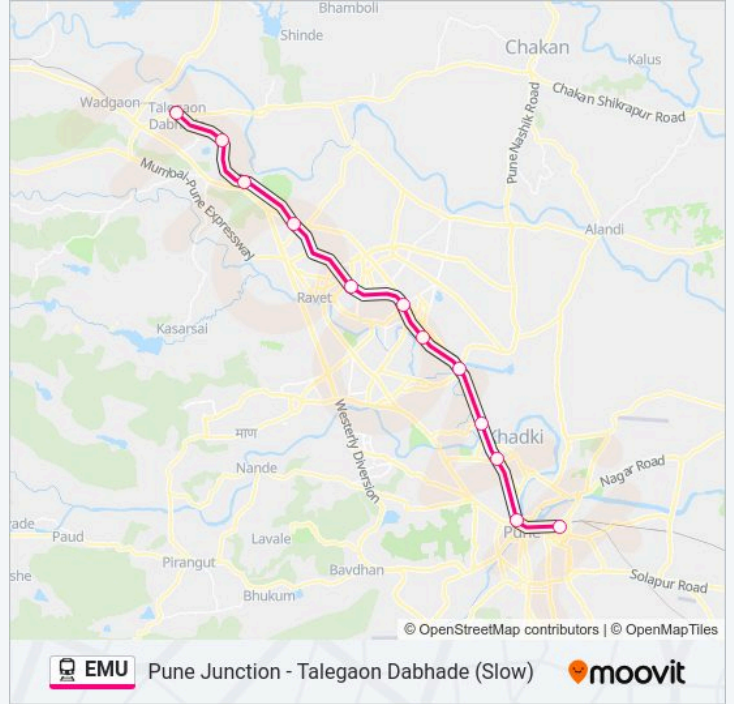 Bhamboli
Shinde
Chakan
Kalus
Wadgaon
Talegaon
Dabh
Chakan Shikrapur Road
Pune Nashik Road
Mumbai-Pune Expressway
Alandi
Ravet
Kasarsai
Westerly Diversion
माण
Khadki
Nande
Nagar Road
rade
Paud
Lavale
Pune
she
Pirangut
Bavdhan
Solapur Road
Bhukum
© OpenStreetMap contributors | © OpenMapTiles
EMU
Pune Junction - Talegaon Dabhade (Slow)
moovit